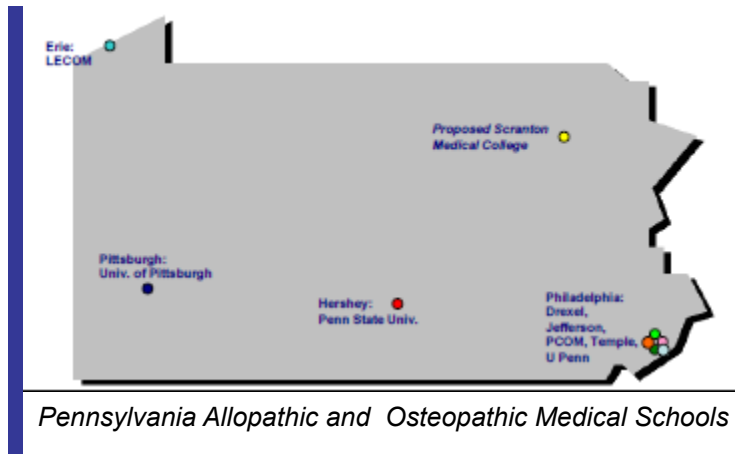 Erie:
LECOM
Proposed Scranton
Medical College
Pittsburgh:
Univ. of Pittsburgh
Hershey:
Penn State Univ.
Philadelphia:
Drexel,
Jefferson,
PCOM, Temple,
U Penn
Pennsylvania Allopathic and Osteopathic Medical Schools